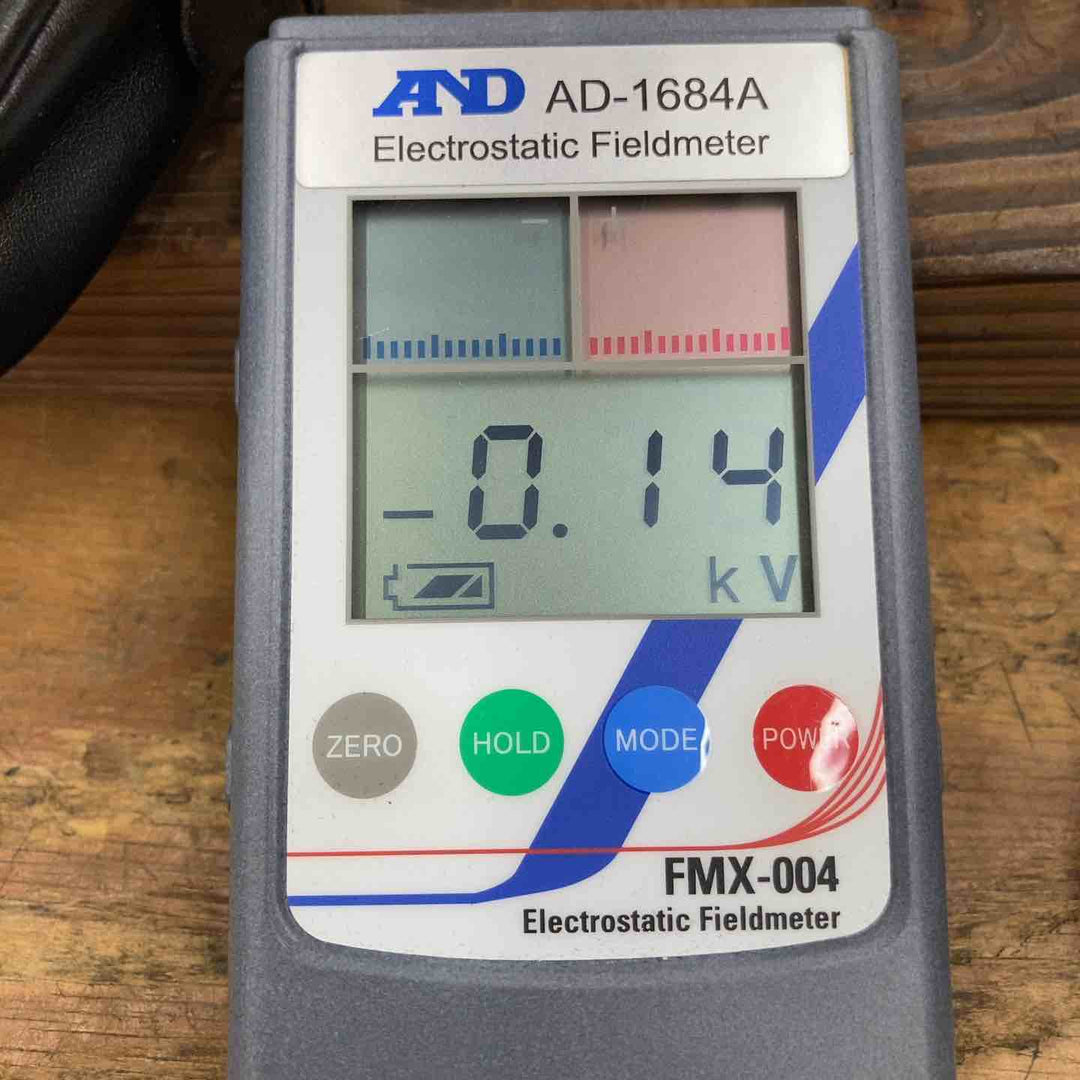 AND AD-1684A
Electrostatic Fieldmeter
− +
−0.14
kV
ZERO HOLD MODE POWER
FMX-004
Electrostatic Fieldmeter